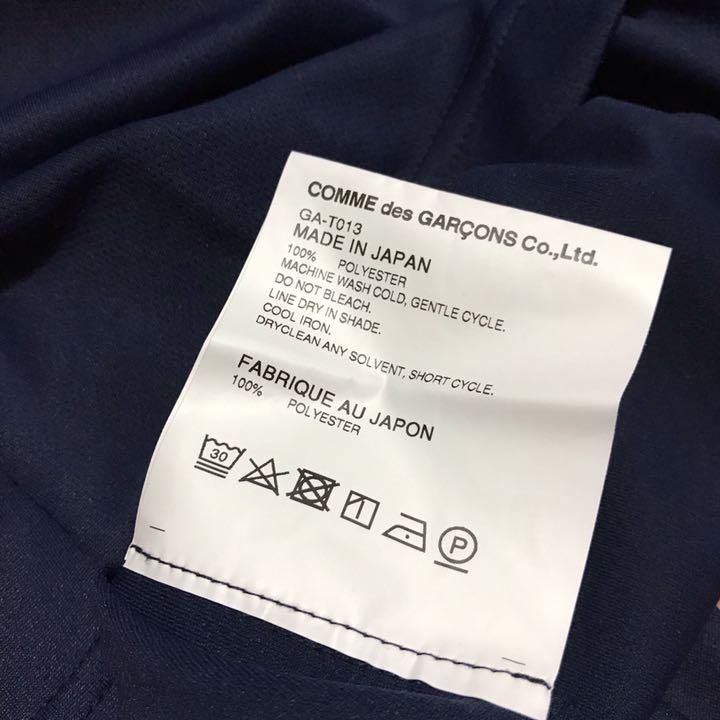 COMME des GARÇONS Co.,Ltd.
GA-T013
MADE IN JAPAN
100% POLYESTER
MACHINE WASH COLD, GENTLE CYCLE.
DO NOT BLEACH.
LINE DRY IN SHADE.
COOL IRON.
DRYCLEAN ANY SOLVENT, SHORT CYCLE.
FABRIQUE AU JAPON
100% POLYESTER
30 P